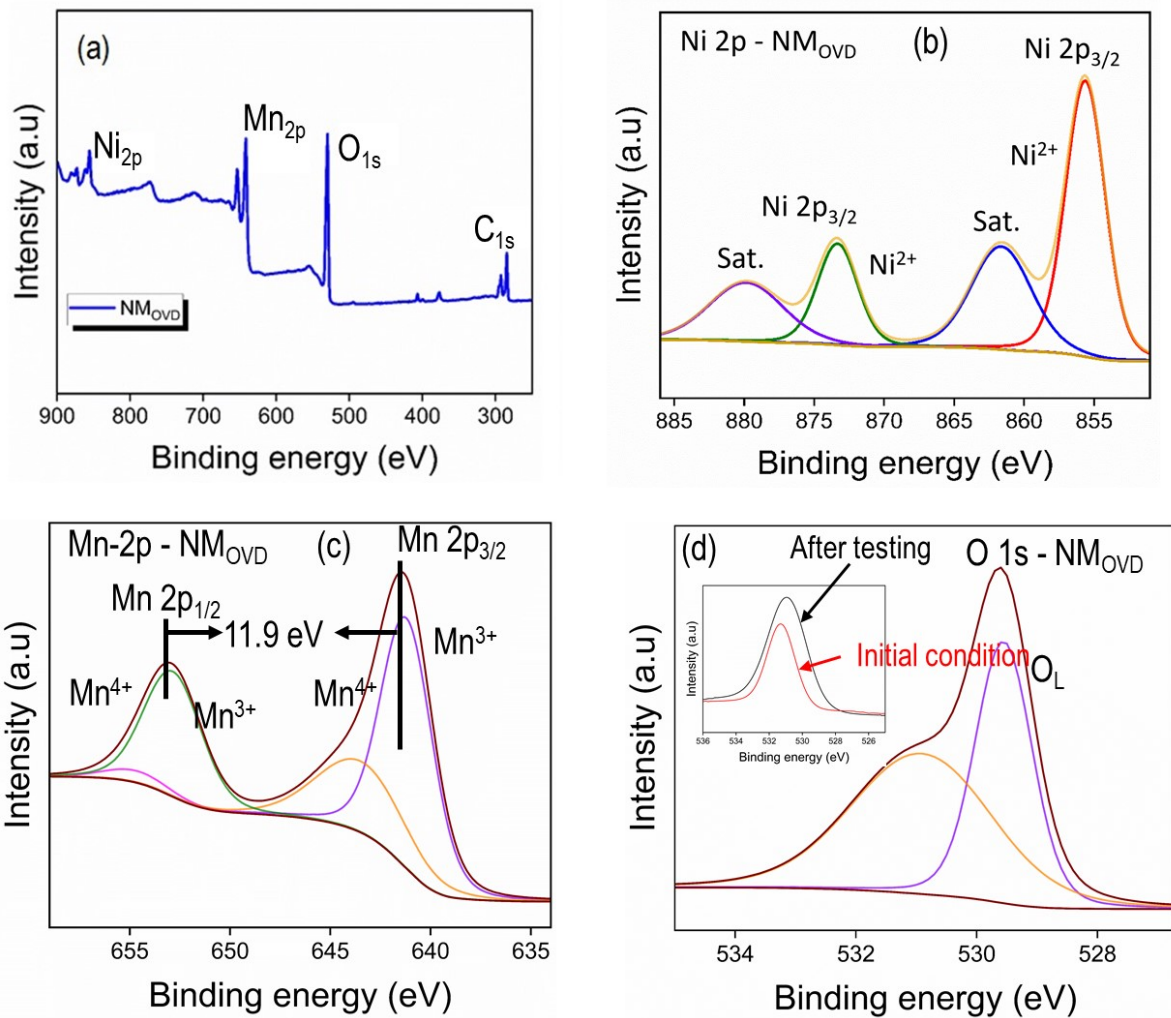 (a)
Ni2p
Mn2p
O1s
C1s
NMOVD
Intensity (a.u)
900 800 700 600 500 400 300
Binding energy (eV)
Ni 2p - NMOVD (b)
Ni 2p3/2
Ni2+
Ni 2p3/2
Sat.
Sat.
Ni2+
Intensity (a.u)
885 880 875 870 865 860 855
Binding energy (eV)
Mn-2p - NMOVD (c)
Mn 2p3/2
Mn 2p1/2
11.9 eV
Mn3+
Mn4+
Mn4+
Mn3+
Intensity (a.u)
655 650 645 640 635
Binding energy (eV)
(d)
After testing
O 1s - NMOVD
Initial condition
OL
Intensity (a.u)
536 534 532 530 528 526
Binding energy (eV)
Intensity (a.u)
534 532 530 528
Binding energy (eV)